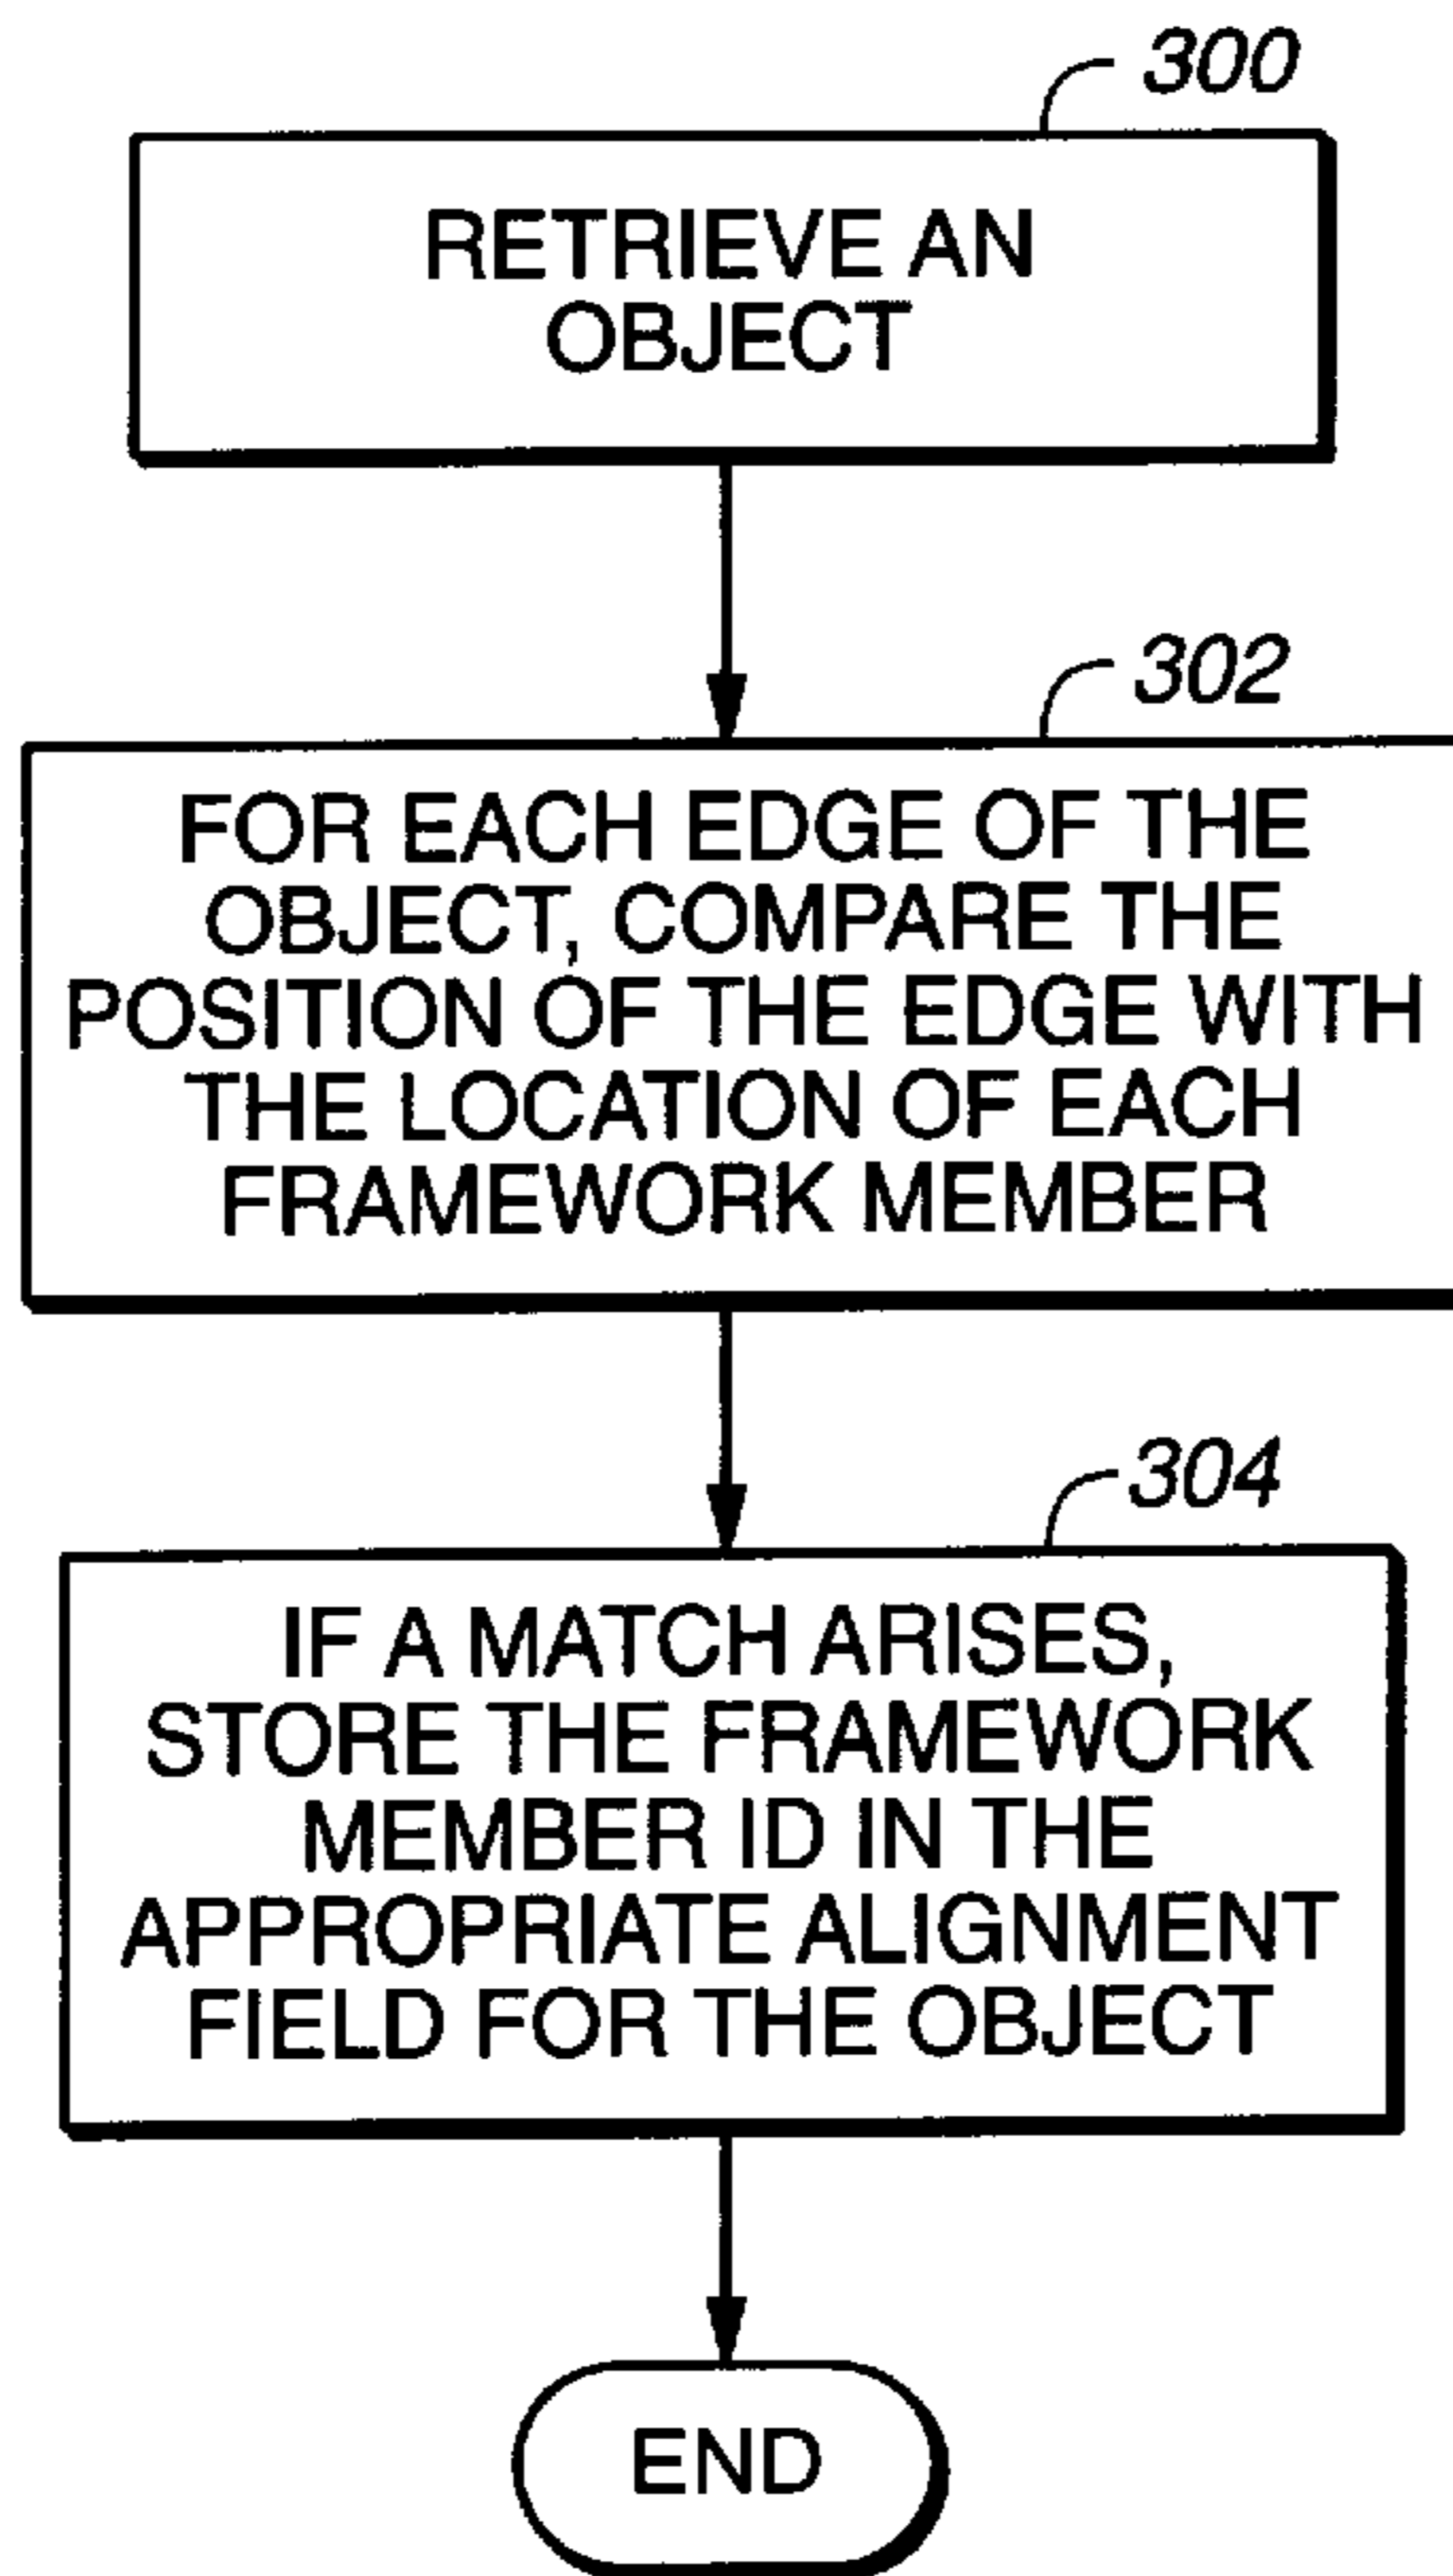 300
RETRIEVE AN
OBJECT
302
FOR EACH EDGE OF THE
OBJECT, COMPARE THE
POSITION OF THE EDGE WITH
THE LOCATION OF EACH
FRAMEWORK MEMBER
304
IF A MATCH ARISES,
STORE THE FRAMEWORK
MEMBER ID IN THE
APPROPRIATE ALIGNMENT
FIELD FOR THE OBJECT
END